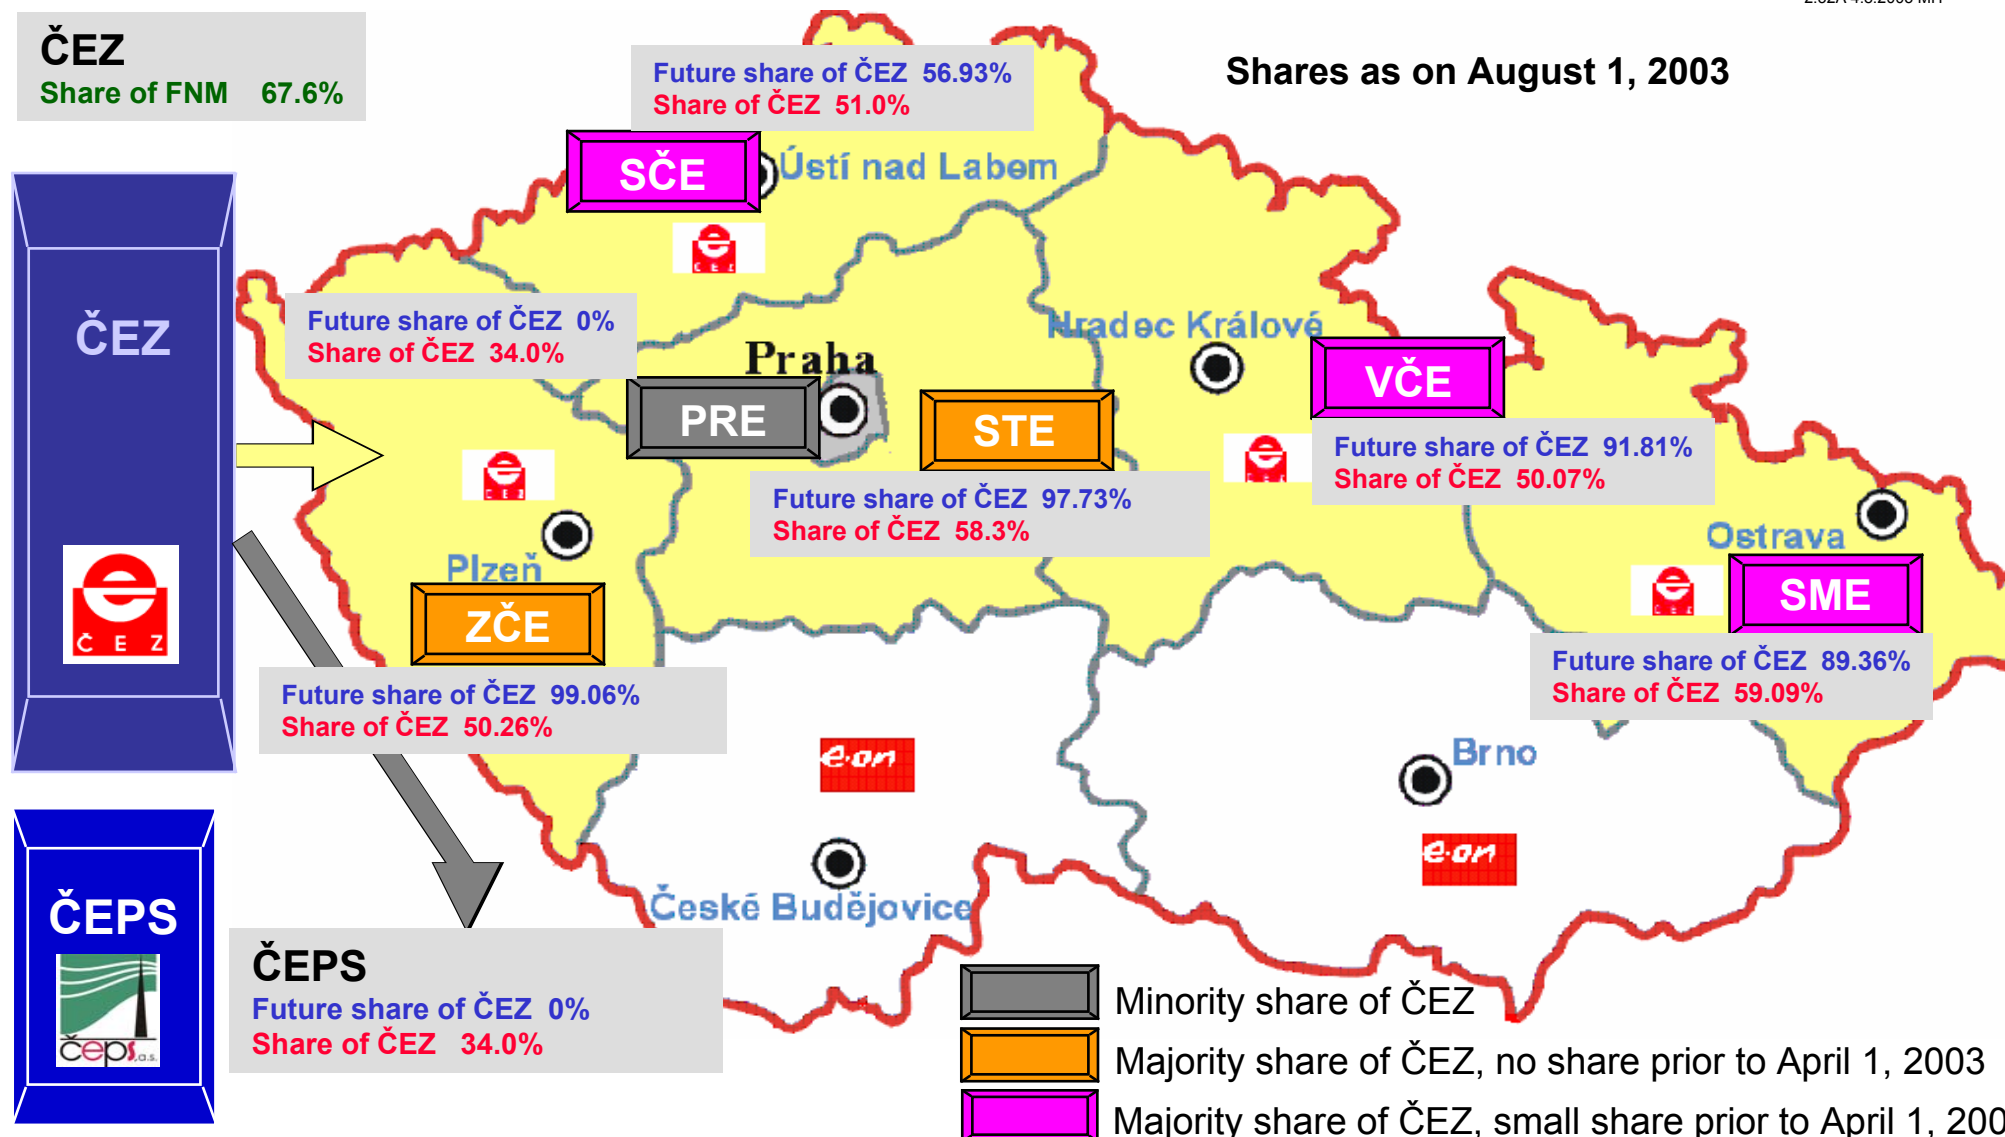 ČEZ
Share of FNM 67.6%
Future share of ČEZ 56.93%
Share of ČEZ 51.0%
Shares as on August 1, 2003
SČE
Ústí nad Labem
e
ČEZ
ČEZ
Future share of ČEZ 0%
Share of ČEZ 34.0%
Hradec Králové
Praha
PRE
STE
VČE
Future share of ČEZ 91.81%
Share of ČEZ 50.07%
e
ČEZ
e
ČEZ
Future share of ČEZ 97.73%
Share of ČEZ 58.3%
Ostrava
Plzeň
e
ČEZ
e
ČEZ
SME
ZČE
Future share of ČEZ 89.36%
Share of ČEZ 59.09%
Future share of ČEZ 99.06%
Share of ČEZ 50.26%
e·on
Brno
e·on
České Budějovice
ČEPS
čeps,a.s.
ČEPS
Future share of ČEZ 0%
Share of ČEZ 34.0%
Minority share of ČEZ
Majority share of ČEZ, no share prior to April 1, 2003
Majority share of ČEZ, small share prior to April 1, 200